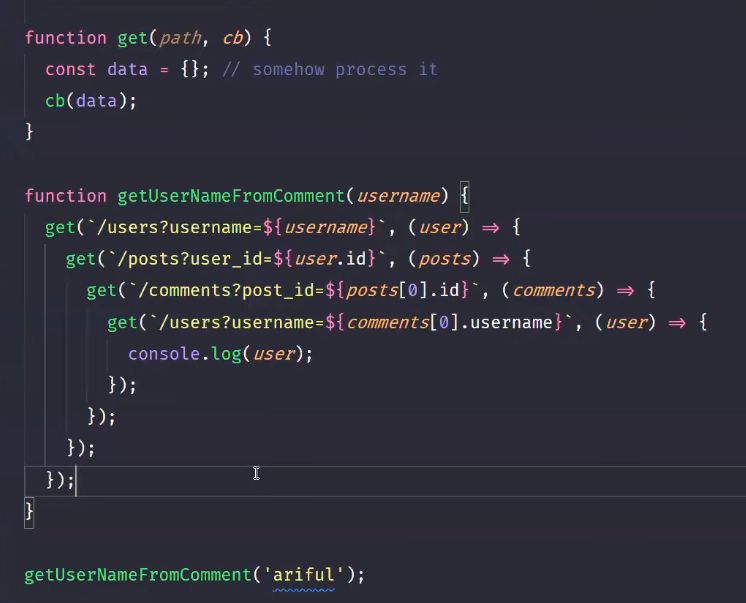 function get(path, cb) {
const data = {}; // somehow process it
cb(data);
}
function getUserNameFromComment(username) {
get(`/users?username=${username}`, (user) => {
get(`/posts?user_id=${user.id}`, (posts) => {
get(`/comments?post_id=${posts[0].id}`, (comments) => {
get(`/users?username=${comments[0].username}`, (user) => {
console.log(user);
});
});
});
});
}
getUserNameFromComment('ariful');